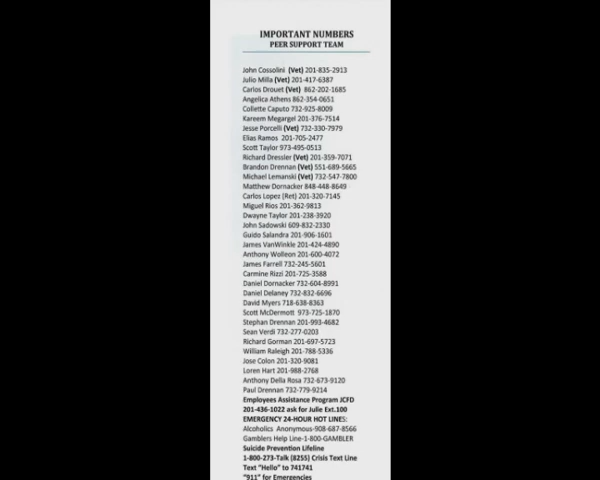 IMPORTANT NUMBERS
PEER SUPPORT TEAM
John Cossolini (Vet) 201-835-2913
Julio Milla (Vet) 201-417-6387
Carlos Drouet (Vet) 862-202-1685
Angelica Athens 862-354-0651
Collette Caputo 732-925-8009
Kareem Megargel 201-376-7514
Jesse Porcelli (Vet) 732-330-7979
Elias Ramos 201-705-2477
Scott Taylor 973-495-0513
Richard Dressler (Vet) 201-359-7071
Brandon Drennan (Vet) 551-689-5665
Michael Lemanski (Vet) 732-547-7800
Matthew Dornacker 848-448-8649
Carlos Lopez (Ret) 201-320-7145
Miguel Rios 201-362-9813
Dwayne Taylor 201-238-3920
John Sadowski 609-832-2330
Guido Salandra 201-906-1601
James VanWinkle 201-424-4890
Anthony Wolleon 201-600-4072
James Farrell 732-245-5601
Carmine Rizzi 201-725-3588
Daniel Dornacker 732-604-8991
Daniel Delaney 732-832-6696
David Myers 718-638-8363
Scott McDermott 973-725-1870
Stephan Drennan 201-993-4682
Sean Verdi 732-277-0203
Richard Gorman 201-697-5723
William Raleigh 201-788-5336
Jose Colon 201-320-9081
Loren Hart 201-988-2768
Anthony Della Rosa 732-673-9120
Paul Drennan 732-779-9214
Employees Assistance Program JCFD
201-436-1022 ask for Julie Ext.100
EMERGENCY 24-HOUR HOT LINES:
Alcoholics Anonymous-908-687-8566
Gamblers Help Line-1-800-GAMBLER
Suicide Prevention Lifeline
1-800-273-Talk (8255) Crisis Text Line
Text "Hello" to 741741
"911" for Emergencies